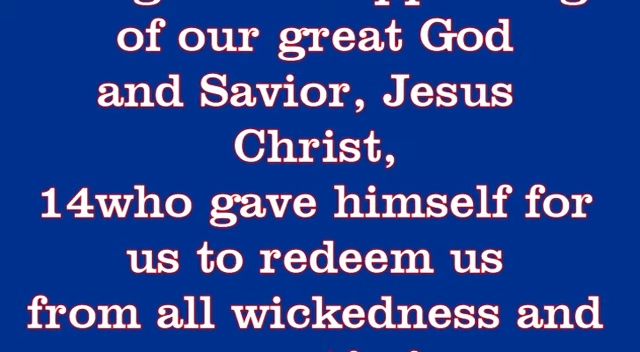 of our great God
and Savior, Jesus
Christ,
14who gave himself for
us to redeem us
from all wickedness and